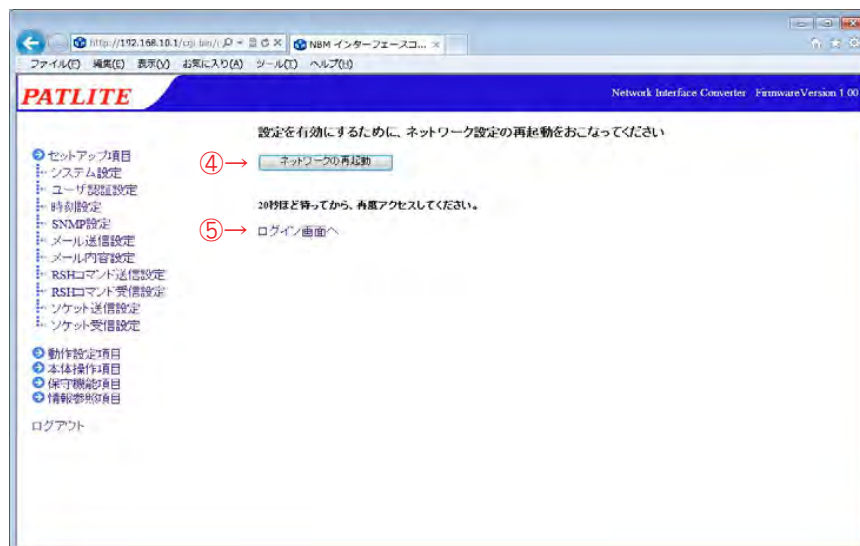 http://192.168.10.1/cgi-bin/
NBM インターフェースコ...
ファイル(F) 編集(E) 表示(V) お気に入り(A) ツール(T) ヘルプ(H)
PATLITE
Network Interface Converter FirmwareVersion 1.00
設定を有効にするために、ネットワーク設定の再起動をおこなってください
セットアップ項目
④→ ネットワークの再起動
システム設定
ユーザ認証設定
時刻設定
20秒ほど待ってから、再度アクセスしてください。
SNMP設定
⑤→ ログイン画面へ
メール送信設定
メール内容設定
RSHコマンド送信設定
RSHコマンド受信設定
ソケット送信設定
ソケット受信設定
動作設定項目
本体操作項目
保守機能項目
情報参照項目
ログアウト